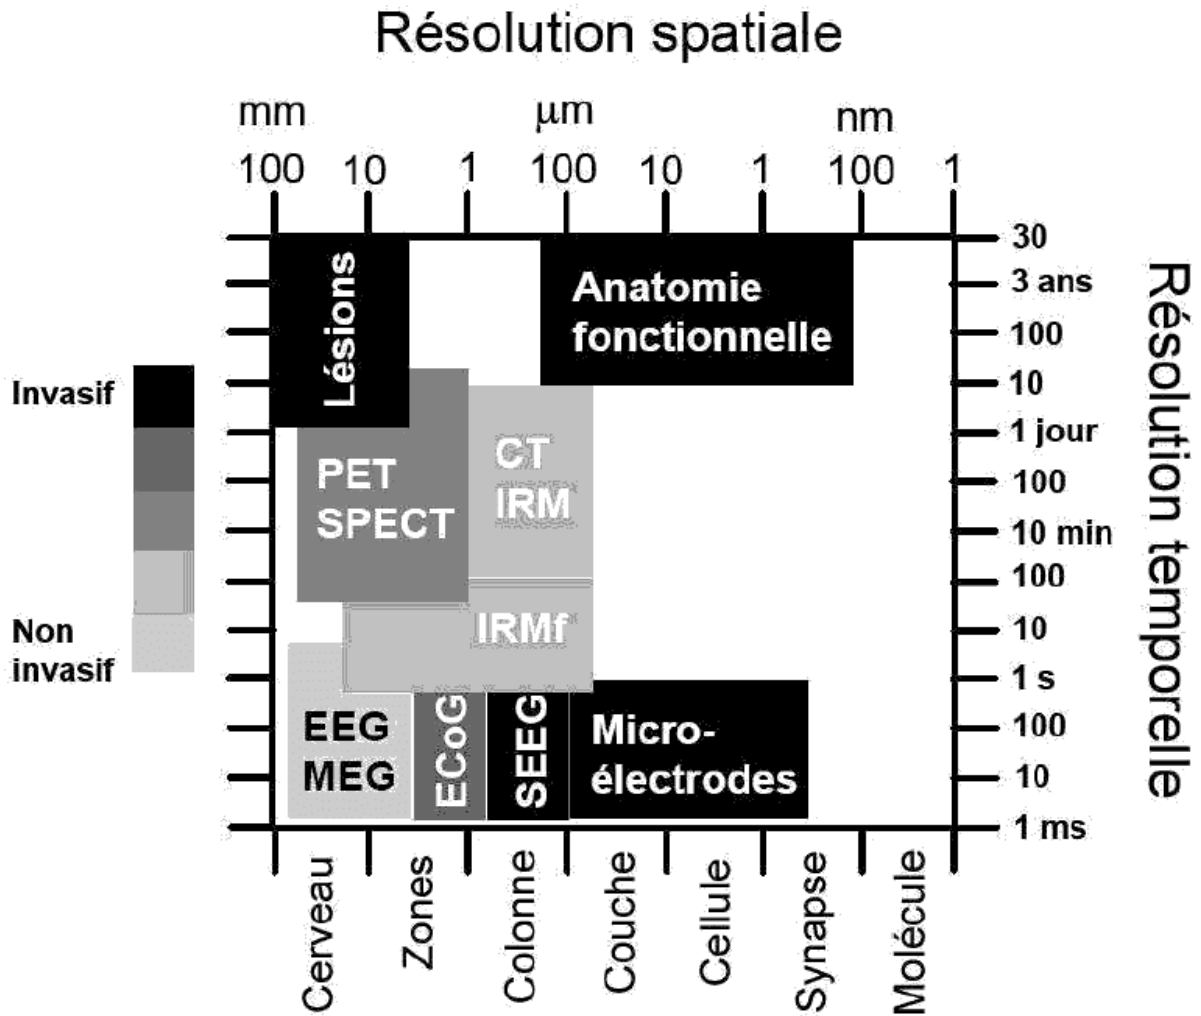 Résolution spatiale
mm
µm
nm
100
10
1
100
10
1
100
1
30
3 ans
100
10
1 jour
100
10 min
100
10
1 s
100
10
1 ms
Résolution temporelle
Invasif
Non
invasif
Lésions
Anatomie
fonctionnelle
PET
SPECT
CT
IRM
IRMf
EEG
MEG
ECoG
SEEG
Micro-
électrodes
Cerveau
Zones
Colonne
Couche
Cellule
Synapse
Molécule